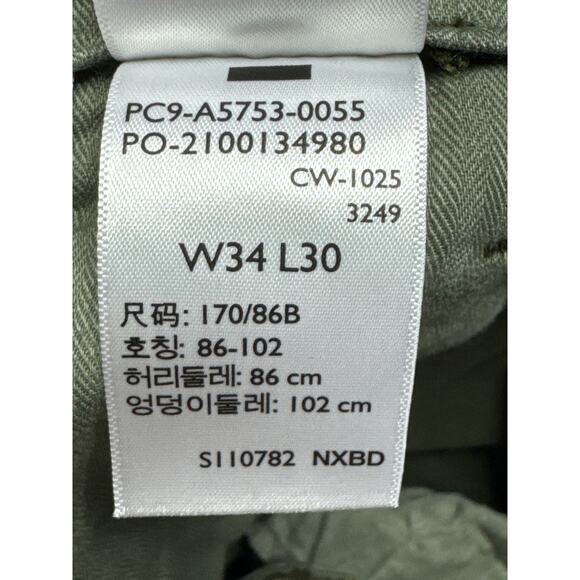 PC9-A5753-0055
PO-2100134980
CW-1025
3249
W34 L30
尺码: 170/86B
호칭: 86-102
허리둘레: 86 cm
엉덩이둘레: 102 cm
S110782 NXBD